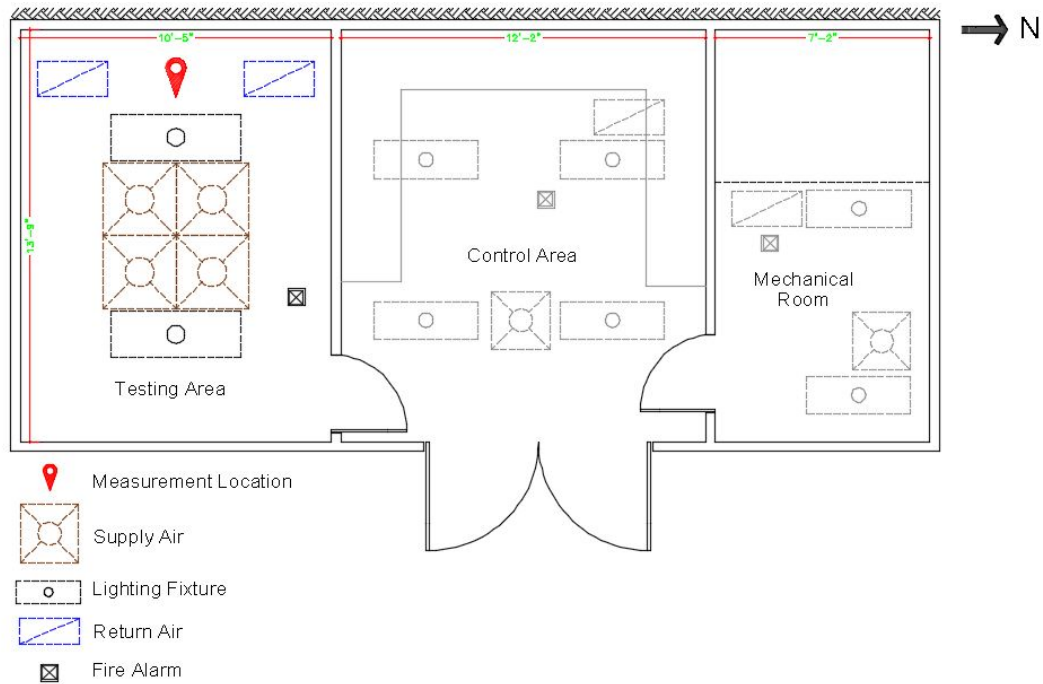 10'-5"
12'-2"
7'-2"
N
13'-9"
Control Area
Mechanical
Room
Testing Area
Measurement Location
Supply Air
Lighting Fixture
Return Air
Fire Alarm